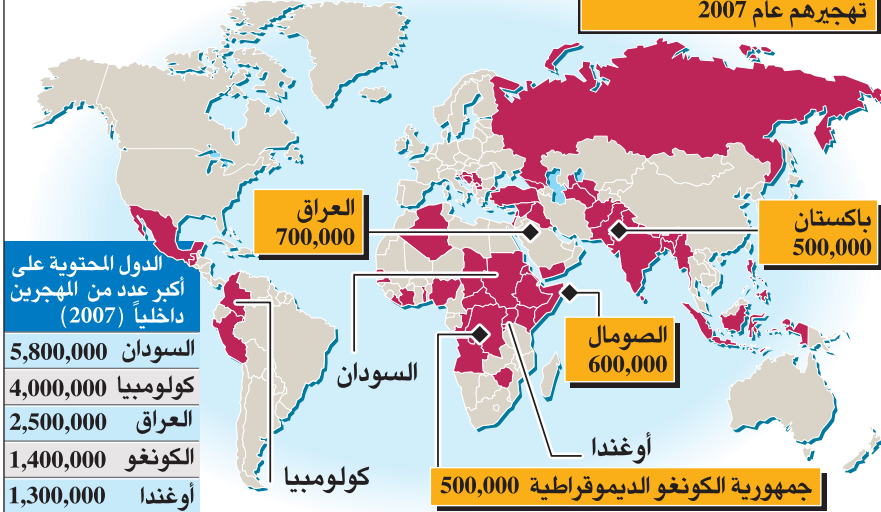 تهجيرهم عام 2007
العراق
700,000
باكستان
500,000
الدول المحتوية على
أكبر عدد من المهجرين
داخلياً (2007)
السودان 5,800,000
كولومبيا 4,000,000
العراق 2,500,000
الكونغو 1,400,000
أوغندا 1,300,000
الصومال
600,000
السودان
أوغندا
كولومبيا
جمهورية الكونغو الديموقراطية 500,000